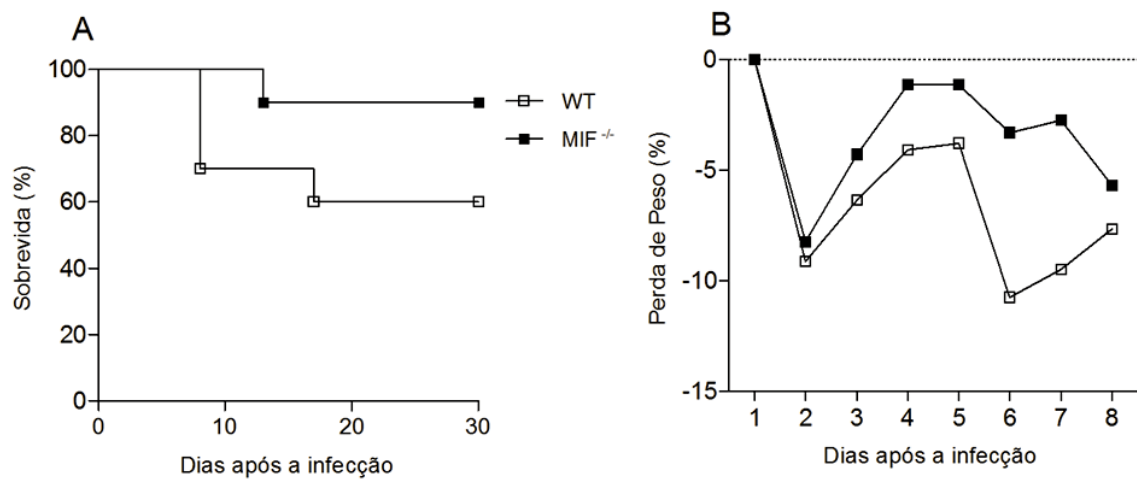 A
100
80
60
40
20
0
Sobrevida (%)
0 10 20 30
Dias após a infecção
WT
MIF -/-
B
0
-5
-10
-15
Perda de Peso (%)
1 2 3 4 5 6 7 8
Dias após a infecção